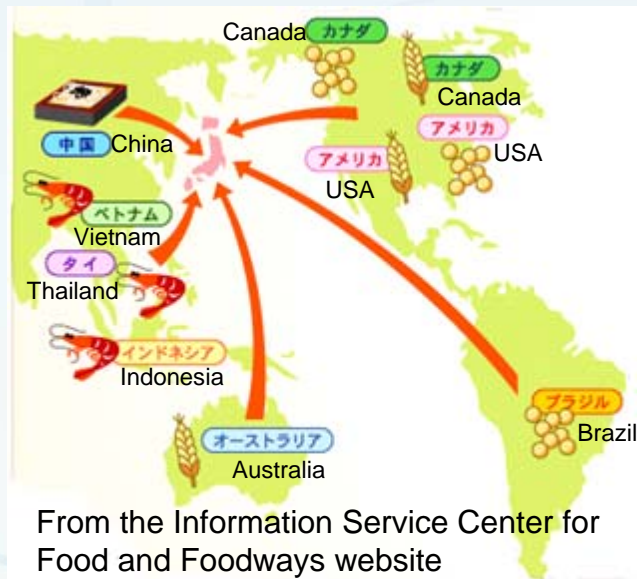 Canada カナダ
カナダ
Canada
中国 China
アメリカ
USA
アメリカ
USA
ベトナム
Vietnam
タイ
Thailand
インドネシア
Indonesia
オーストラリア
Australia
ブラジル
Brazil
From the Information Service Center for
Food and Foodways website